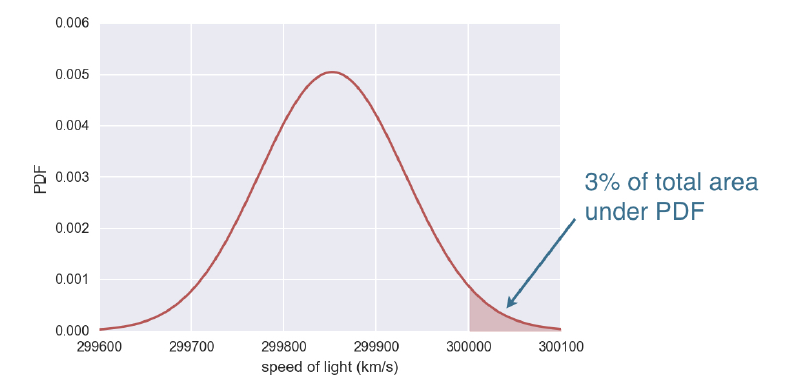 0.006
0.005
0.004
0.003
0.002
0.001
0.000
PDF
299600 299700 299800 299900 300000 300100
speed of light (km/s)
3% of total area
under PDF